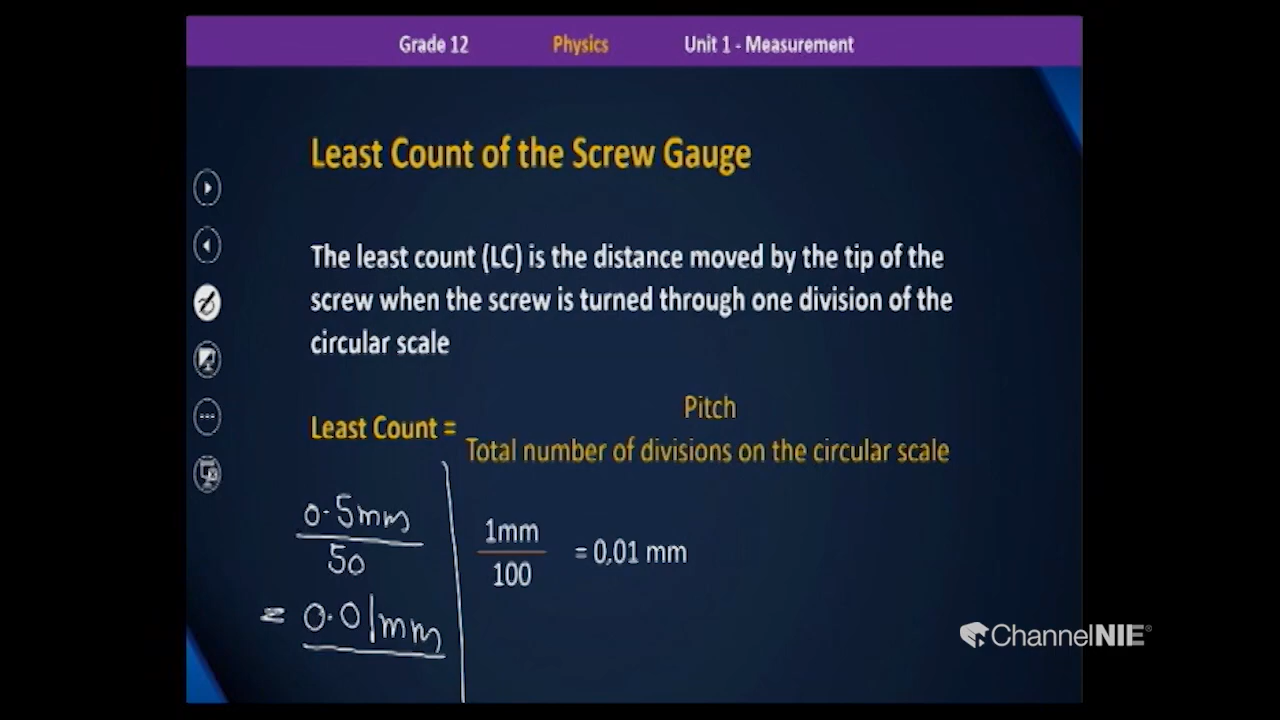 Grade 12 Physics Unit 1 - Measurement
Least Count of the Screw Gauge
The least count (LC) is the distance moved by the tip of the
screw when the screw is turned through one division of the
circular scale
Pitch
Least Count =
Total number of divisions on the circular scale
0.5mm
50
= 0.01mm
1mm
100
= 0,01 mm
ChannelNIE®